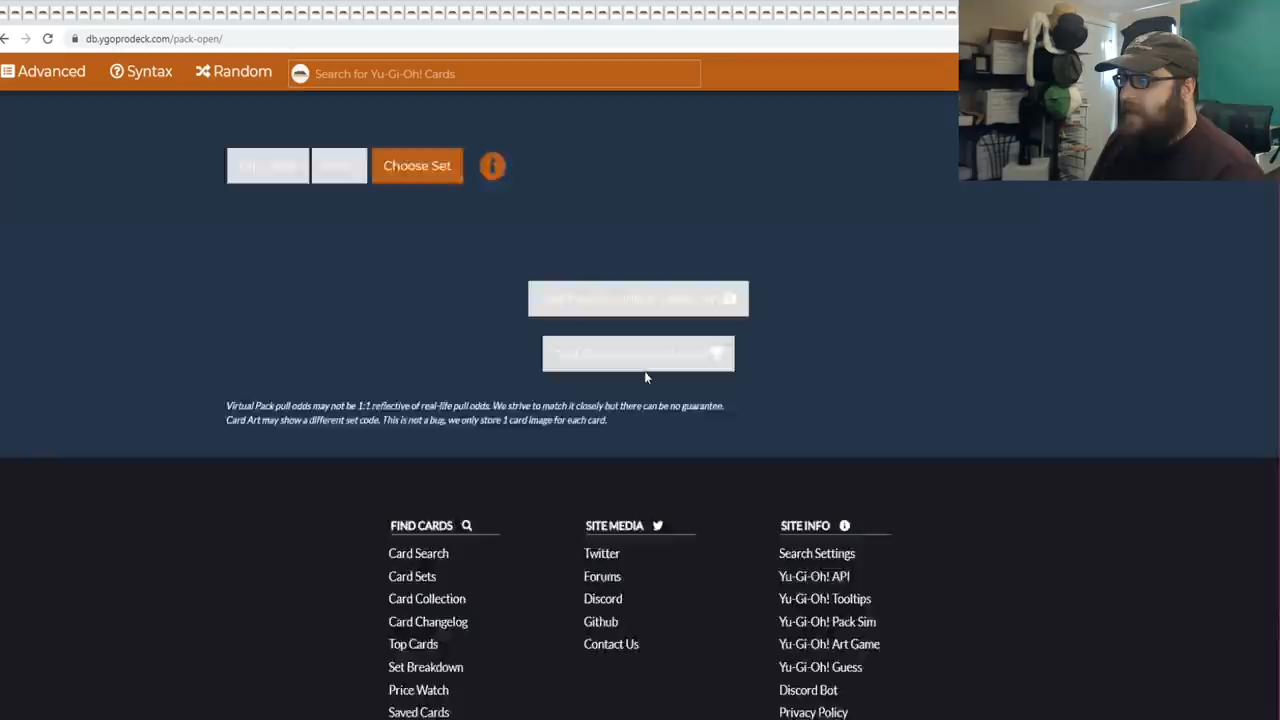 db.ygoprodeck.com/pack-open/
Advanced
Syntax
Random
Search for Yu-Gi-Oh! Cards
Choose Set
Virtual Pack pull odds may not be 1:1 reflective of real-life pull odds. We strive to match it closely but there can be no guarantee.
Card Art may show a different set code. This is not a bug, we only store 1 card image for each card.
FIND CARDS
Card Search
Card Sets
Card Collection
Card Changelog
Top Cards
Set Breakdown
Price Watch
Saved Cards
SITE MEDIA
Twitter
Forums
Discord
Github
Contact Us
SITE INFO
Search Settings
Yu-Gi-Oh! API
Yu-Gi-Oh! Tooltips
Yu-Gi-Oh! Pack Sim
Yu-Gi-Oh! Art Game
Yu-Gi-Oh! Guess
Discord Bot
Privacy Policy